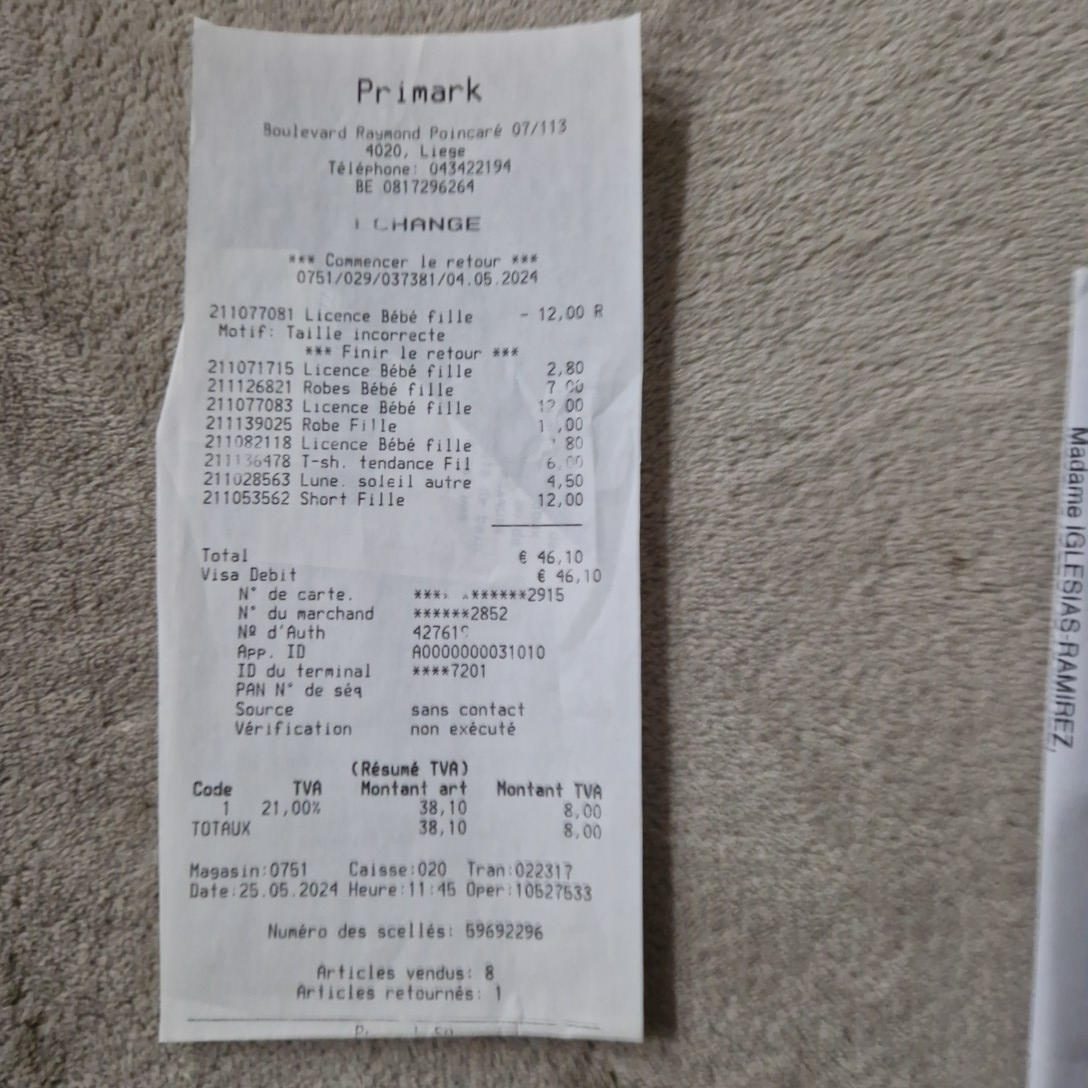 Primark
Boulevard Raymond Poincaré 07/113
4020, Liege
Téléphone: 043422194
BE 0817296264
*** Commencer le retour ***
0751/029/037381/04.05.2024
211077081 Licence Bébé fille - 12,00 R
Motif: Taille incorrecte
*** Finir le retour ***
211071715 Licence Bébé fille 2,80
211126821 Robes Bébé fille
211077083 Licence Bébé fille
211139025 Robe Fille
211082118 Licence Bébé fille
211136478 T-sh. tendance Fil 6,00
211028563 Lune. soleil autre 4,50
211053562 Short Fille 12,00
Total € 46,10
Visa Debit € 46,10
N° de carte.
N° du marchand ******2852
Nº d'Auth
App. ID A0000000031010
ID du terminal ****7201
PAN N° de séq
Source sans contact
Vérification non exécuté
(Résumé TVA)
Code TVA Montant art Montant TVA
1 21,00% 38,10 8,00
TOTAUX 38,10 8,00
Magasin:0751 Caisse:020 Tran:022317
Date:25.05.2024 Heure:11:45 Oper:10527533
Numéro des scellés: 59692296
Articles vendus: 8
Articles retournés: 1
Madame IGLESIAS-RAMIREZ,